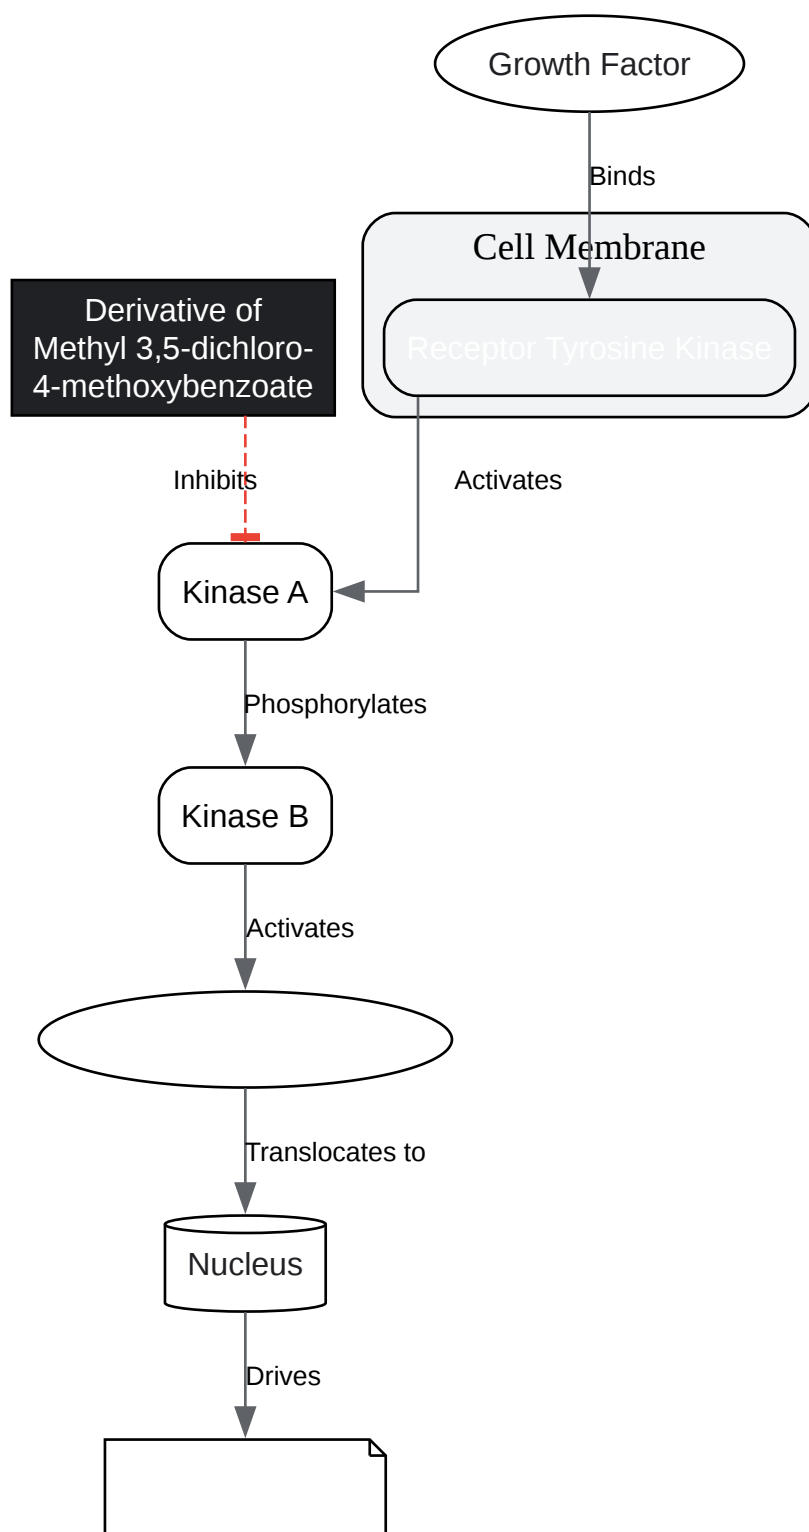 Growth Factor
Binds
Cell Membrane
Receptor Tyrosine Kinase
Derivative of
Methyl 3,5-dichloro-
4-methoxybenzoate
Inhibits
Activates
Kinase A
Phosphorylates
Kinase B
Activates
Translocates to
Nucleus
Drives